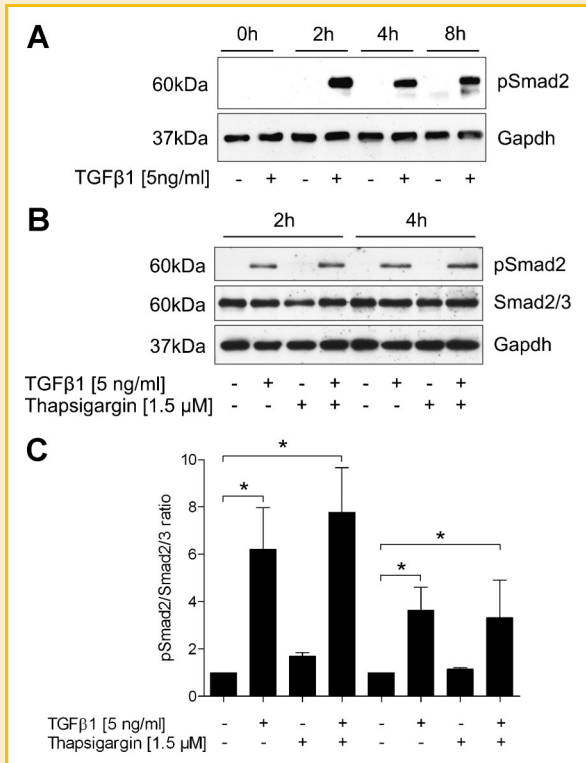 A
0h 2h 4h 8h
60kDa pSmad2
37kDa Gapdh
TGFβ1 [5ng/ml] - + - + - + - +
B
2h 4h
60kDa pSmad2
60kDa Smad2/3
37kDa Gapdh
TGFβ1 [5 ng/ml] - + - + - + - +
Thapsigargin [1.5 µM] - - + + - - + +
C
pSmad2/Smad2/3 ratio
10
8
6
4
2
0
* * * *
TGFβ1 [5 ng/ml] - + - + - + - +
Thapsigargin [1.5 µM] - - + + - - + +